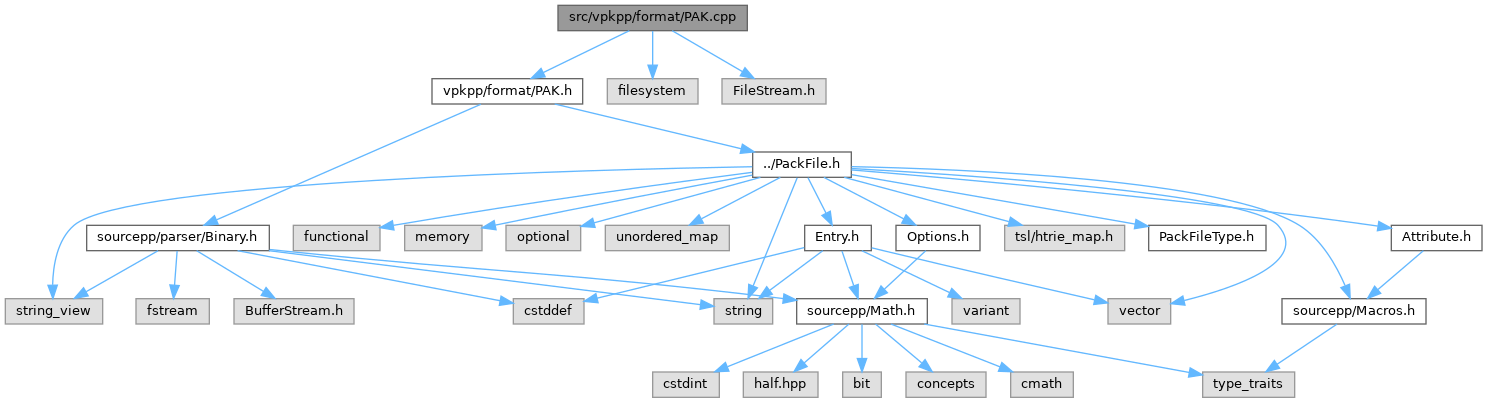 src/vpkpp/format/PAK.cpp
vpkpp/format/PAK.h
filesystem
FileStream.h
../PackFile.h
sourcepp/parser/Binary.h
functional
memory
optional
unordered_map
Entry.h
Options.h
tsl/htrie_map.h
PackFileType.h
Attribute.h
string_view
fstream
BufferStream.h
cstddef
string
sourcepp/Math.h
variant
vector
sourcepp/Macros.h
cstdint
half.hpp
bit
concepts
cmath
type_traits